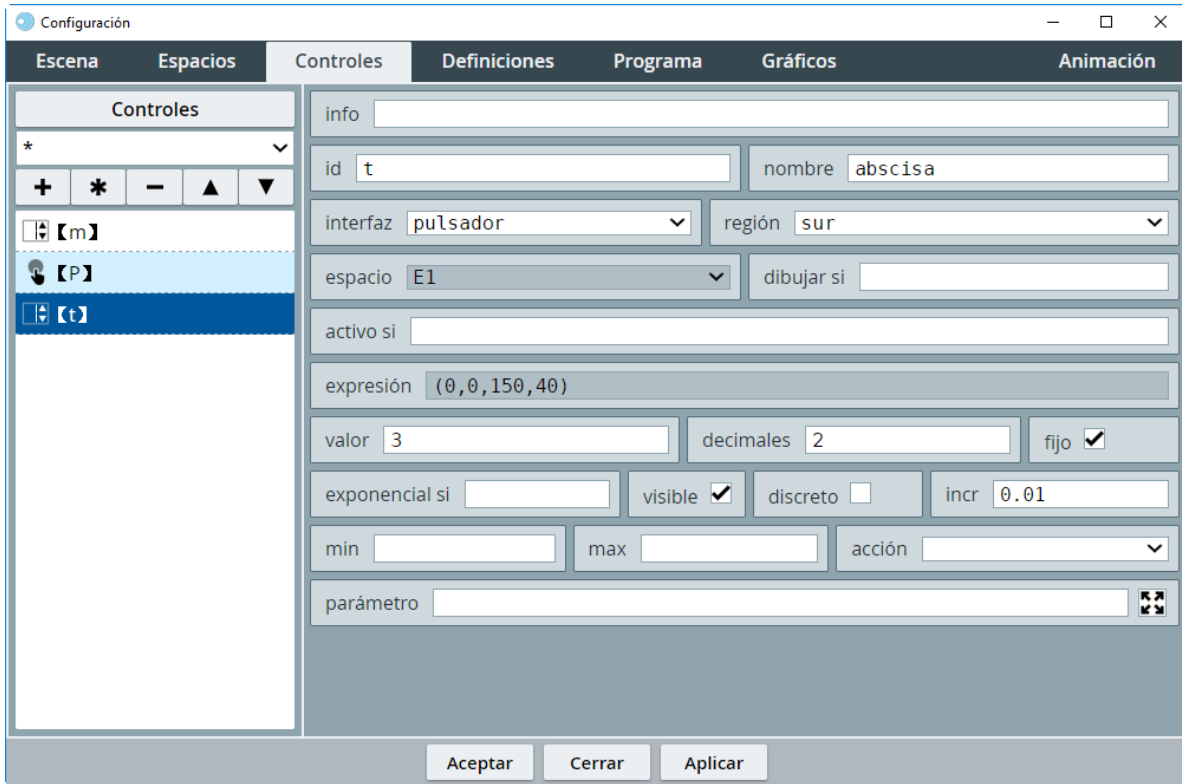 Configuración
Escena Espacios Controles Definiciones Programa Gráficos Animación
Controles
*
【m】
【P】
【t】
info
id t nombre abscisa
interfaz pulsador región sur
espacio E1 dibujar si
activo si
expresión (0,0,150,40)
valor 3 decimales 2 fijo
exponencial si visible discreto incr 0.01
min max acción
parámetro
Aceptar Cerrar Aplicar